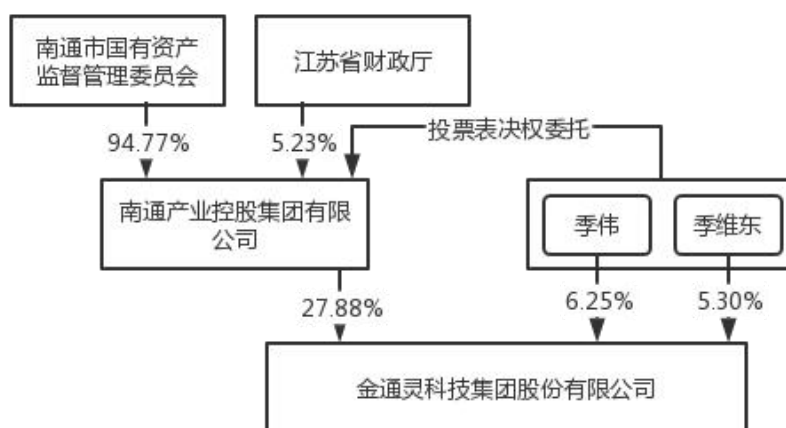 南通市国有资产
监督管理委员会
江苏省财政厅
94.77%
5.23%
投票表决权委托
南通产业控股集团有限
公司
季伟
季维东
27.88%
6.25%
5.30%
金通灵科技集团股份有限公司